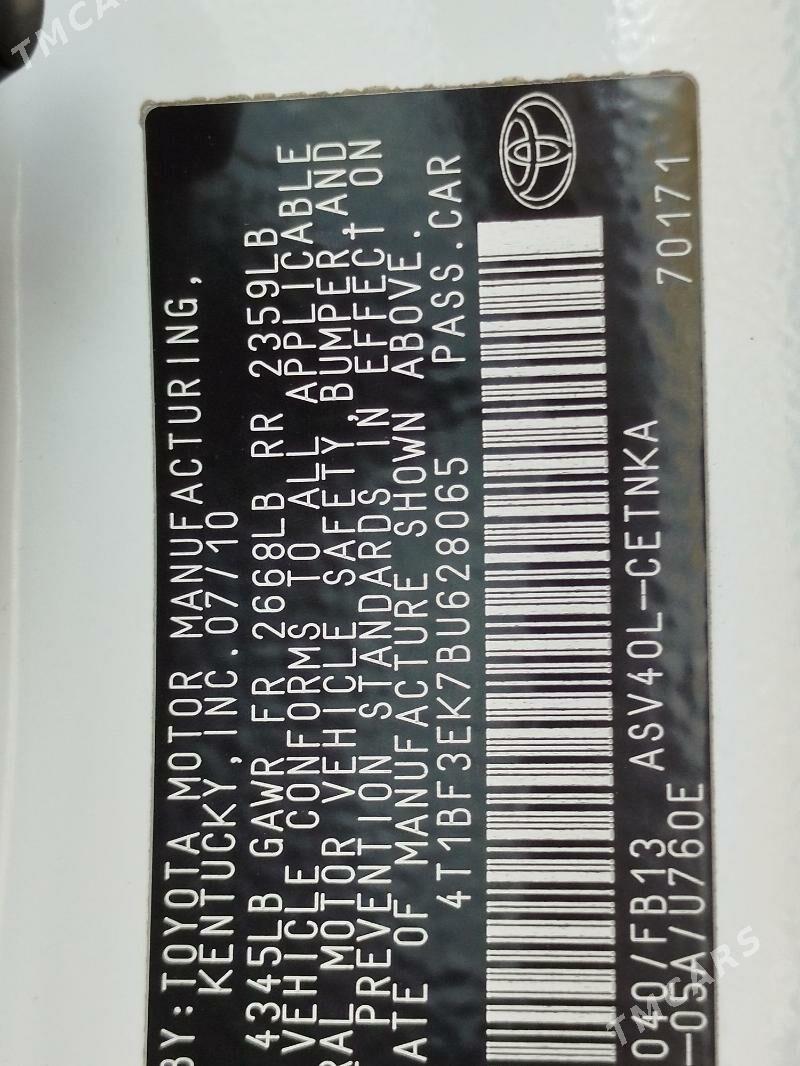 TMCARS
BY:TOYOTA MOTOR MANUFACTURING,
KENTUCKY,INC.07/10
4345LB GAWR FR 2668LB RR 2359LB
VEHICLE CONFORMS TO ALL APPLICABLE
RAL MOTOR VEHICLE SAFETY,BUMPER,AND
PREVENTION STANDARDS IN EFFECT ON
ATE OF MANUFACTURE SHOWN ABOVE.
4T1BF3EK7BU628065 PASS.CAR
040/FB13 ASV40L-CETNKA 70171
-05A/U760E
TMCARS